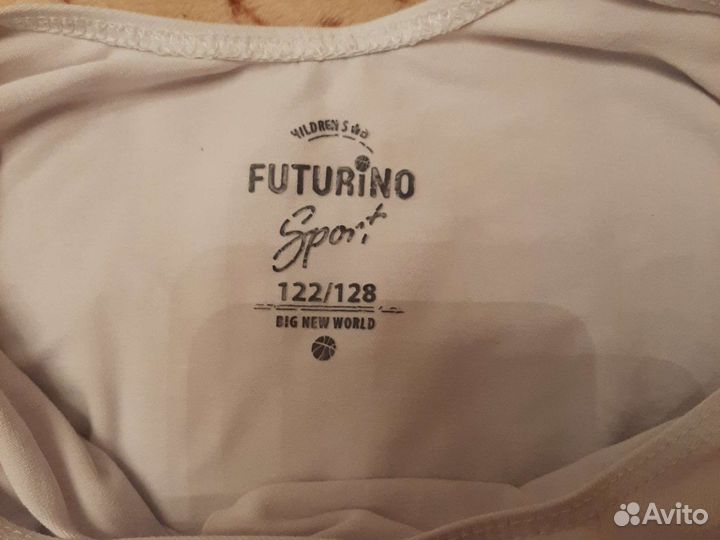 FUTURINO
Sport
122/128
BIG NEW WORLD
Avito